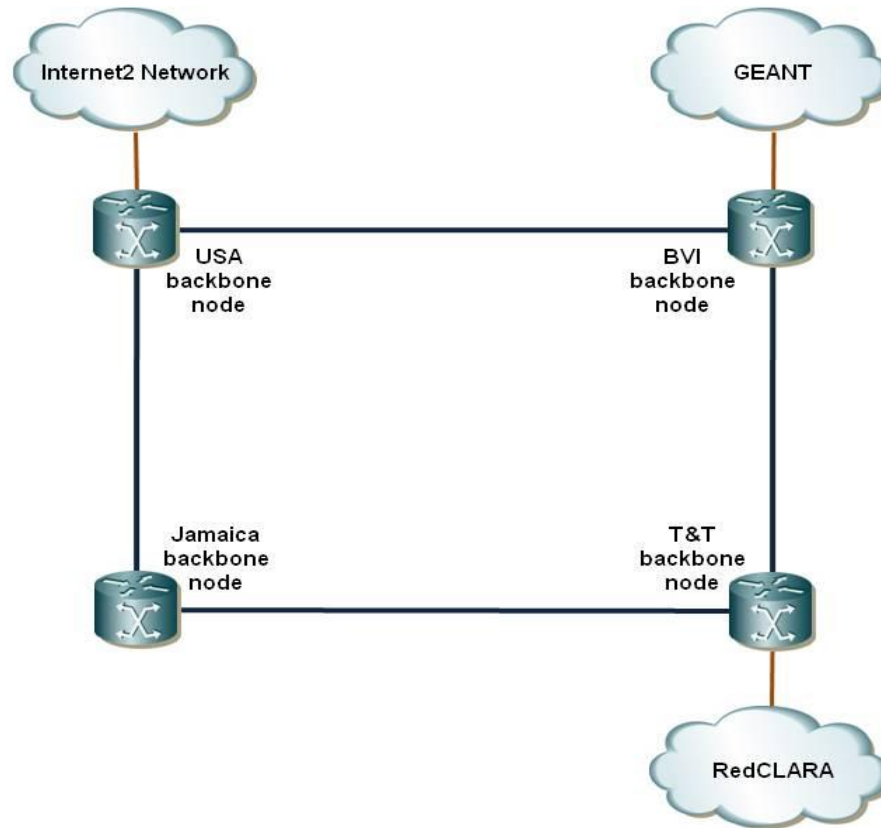 Internet2 Network
GEANT
USA
backbone
node
BVI
backbone
node
Jamaica
backbone
node
T&T
backbone
node
RedCLARA